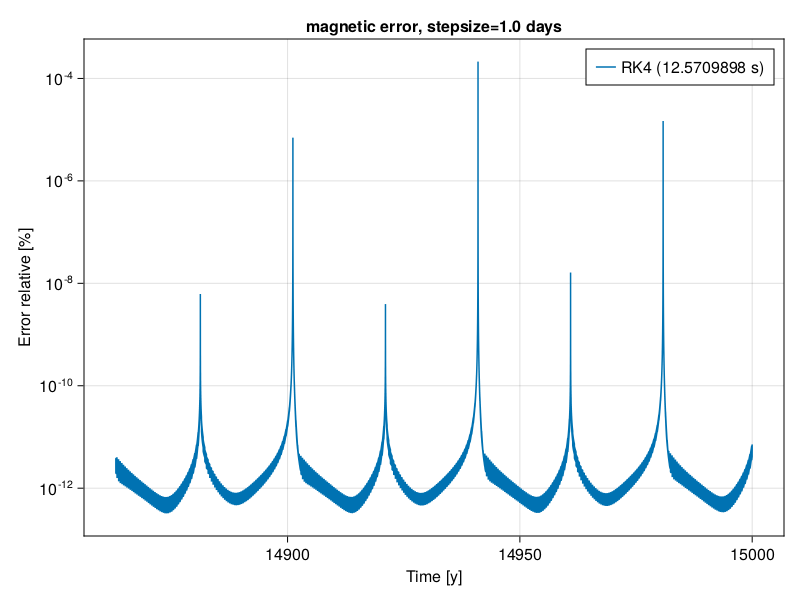 magnetic error, stepsize=1.0 days
RK4 (12.5709898 s)
Error relative [%]
10⁻⁴
10⁻⁶
10⁻⁸
10⁻¹⁰
10⁻¹²
14900
14950
15000
Time [y]